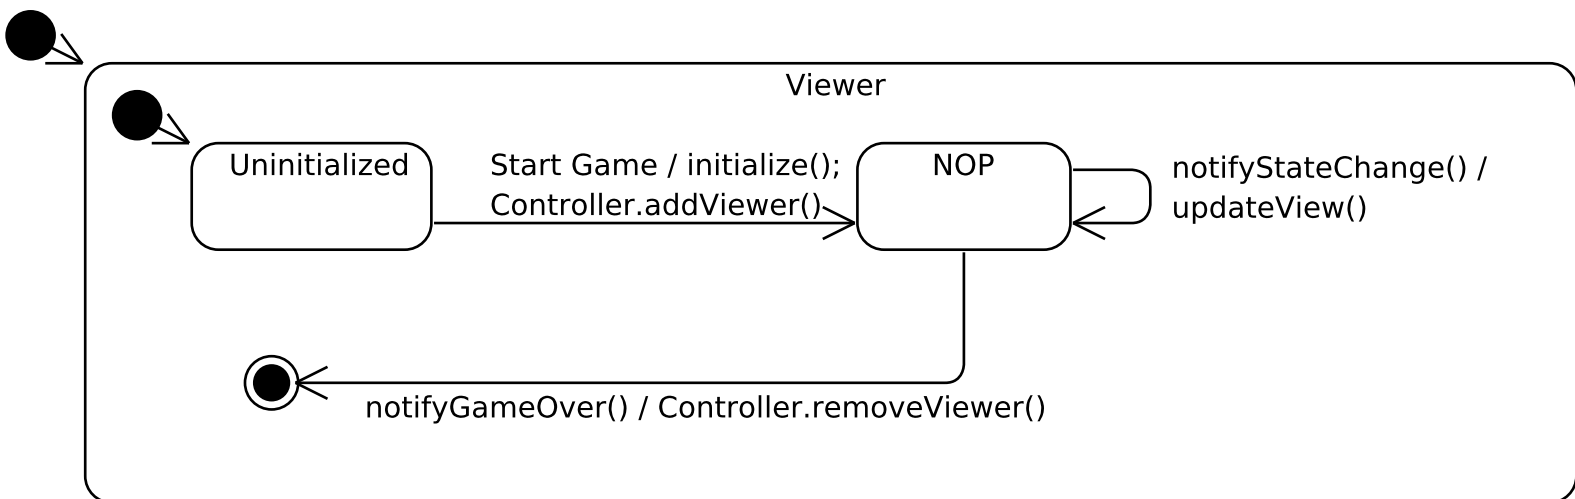 Viewer
Uninitialized
Start Game / initialize();
Controller.addViewer()
NOP
notifyStateChange() /
updateView()
notifyGameOver() / Controller.removeViewer()